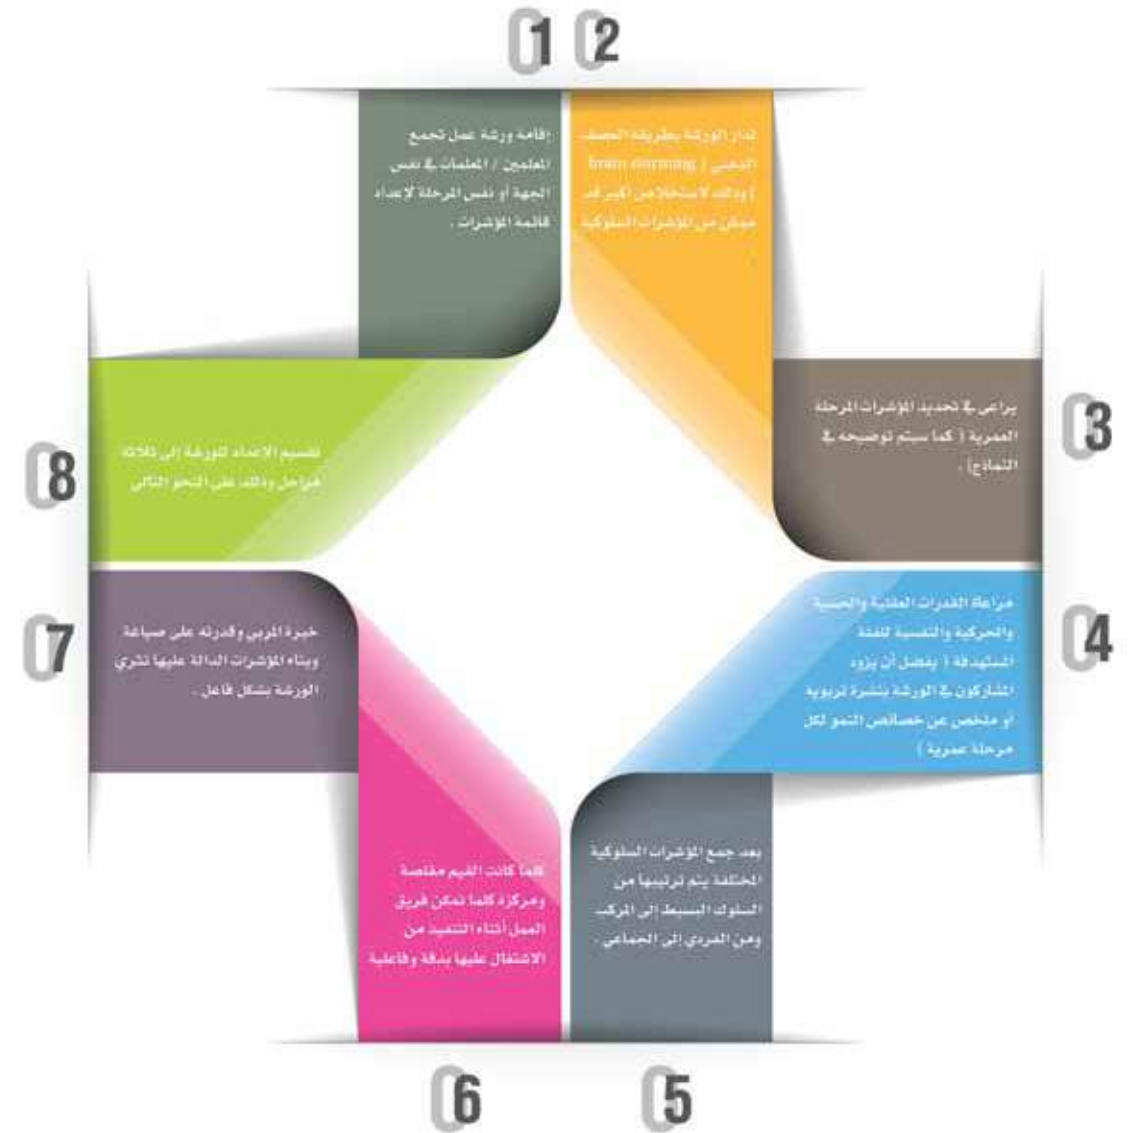 01
إقامة ورشة عمل تجمع
المعلمين / المعلمات في نفس
الجهة أو نفس المرحلة لإعداد
قائمة المؤشرات .
02
تدار الورشة بطريقة العصف
الذهني ( brain storming
) وذلك لاستخلاص أكبر قدر
ممكن من المؤشرات السلوكية
.
03
يراعى في تحديد المؤشرات المرحلة
العمرية ( كما سيتم توضيحه في
النماذج) .
04
مراعاة القدرات العقلية والحسية
والحركية والنفسية للفئة
المستهدفة ( يفضل أن يزود
المشاركون في الورشة بنشرة تربوية
أو ملخص عن خصائص النمو لكل
مرحلة عمرية )
05
بعد جمع المؤشرات السلوكية
المختلفة يتم ترتيبها من
السلوك البسيط الى المركب
ومن الفردي إلى الجماعي .
06
كلما كانت القيم مقلصة
ومركزة كلما تمكن فريق
العمل أثناء التنفيذ من
الاشتغال عليها بدقة وفاعلية
07
خبرة المربي وقدرته على صياغة
وبناء المؤشرات الدالة عليها تثري
الورشة بشكل فاعل .
08
تقسيم الإعداد للورشة إلى ثلاثة
مراحل وذلك على النحو التالي